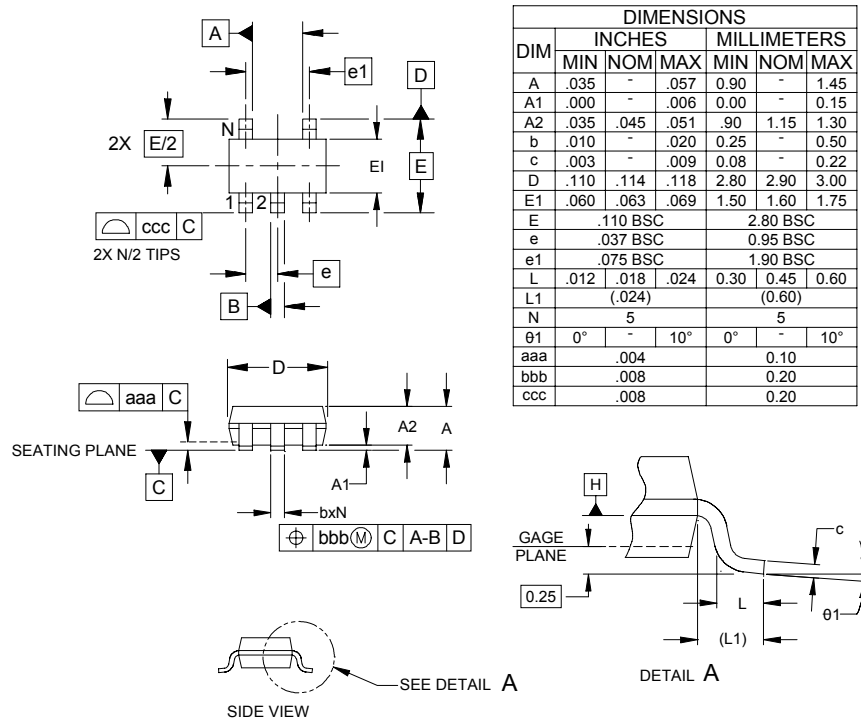 A
e1
D
N
2X E/2
EI
E
1 2
ccc C
2X N/2 TIPS
e
B
D
aaa C
A2 A
SEATING PLANE
C
A1
bxN
⌖ bbbⓂ C A-B D
SEE DETAIL A
SIDE VIEW
DIMENSIONS
DIM INCHES MILLIMETERS
MIN NOM MAX MIN NOM MAX
A .035 - .057 0.90 - 1.45
A1 .000 - .006 0.00 - 0.15
A2 .035 .045 .051 .90 1.15 1.30
b .010 - .020 0.25 - 0.50
c .003 - .009 0.08 - 0.22
D .110 .114 .118 2.80 2.90 3.00
E1 .060 .063 .069 1.50 1.60 1.75
E .110 BSC 2.80 BSC
e .037 BSC 0.95 BSC
e1 .075 BSC 1.90 BSC
L .012 .018 .024 0.30 0.45 0.60
L1 (.024) (0.60)
N 5 5
θ1 0° - 10° 0° - 10°
aaa .004 0.10
bbb .008 0.20
ccc .008 0.20
H
GAGE
PLANE
c
0.25
L
θ1
(L1)
DETAIL A